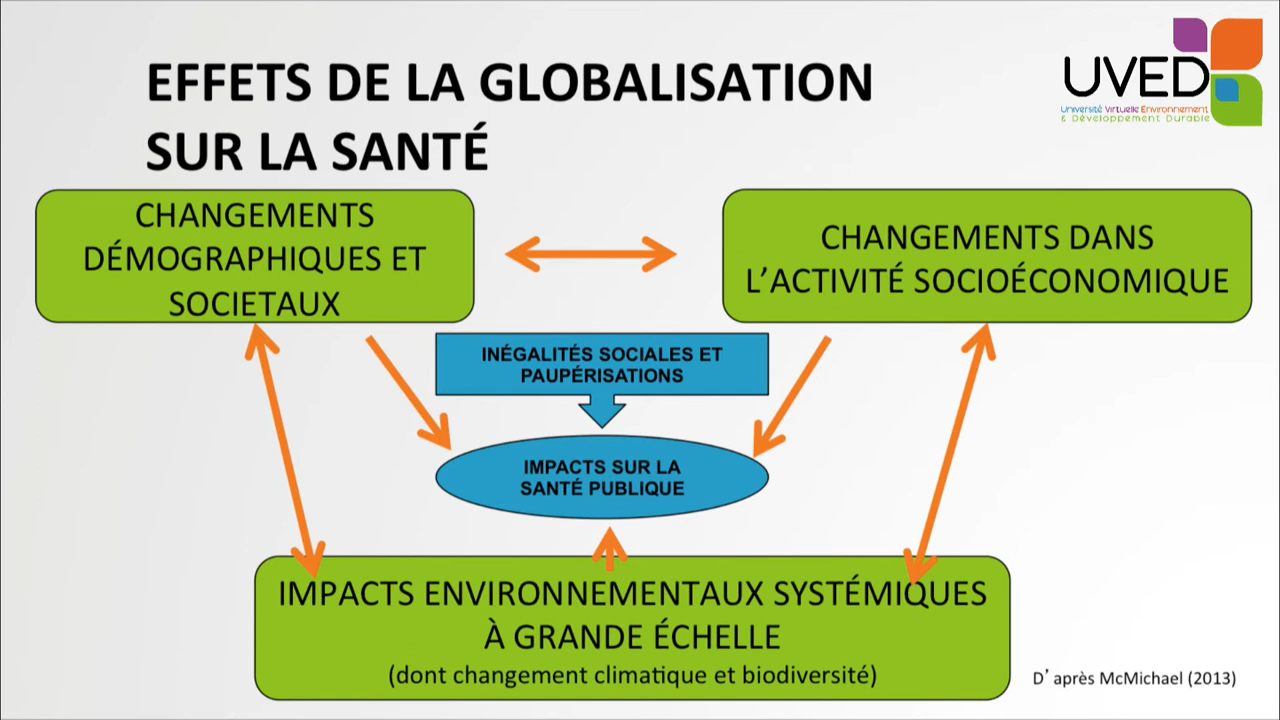 EFFETS DE LA GLOBALISATION
SUR LA SANTÉ
UVED
Université Virtuelle Environnement
& Développement Durable
CHANGEMENTS
DÉMOGRAPHIQUES ET
SOCIETAUX
CHANGEMENTS DANS
L’ACTIVITÉ SOCIOÉCONOMIQUE
INÉGALITÉS SOCIALES ET
PAUPÉRISATIONS
IMPACTS SUR LA
SANTÉ PUBLIQUE
IMPACTS ENVIRONNEMENTAUX SYSTÉMIQUES
À GRANDE ÉCHELLE
(dont changement climatique et biodiversité)
D’après McMichael (2013)